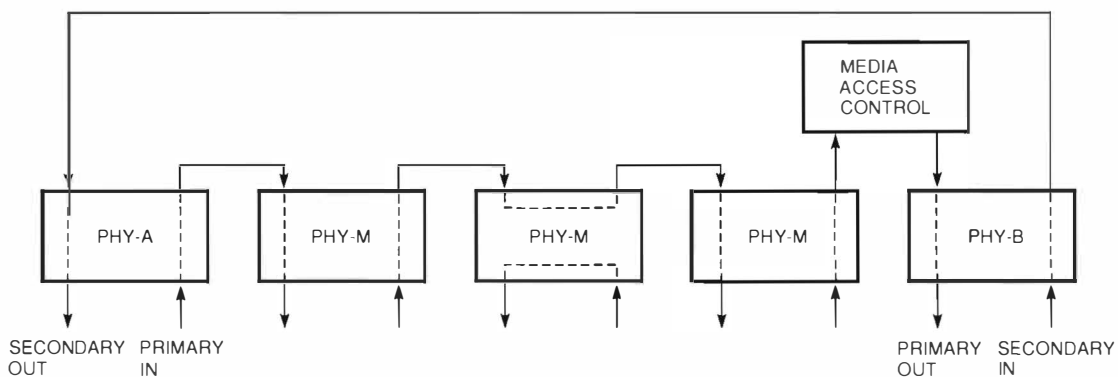 MEDIA
ACCESS
CONTROL
PHY-A
PHY-M
PHY-M
PHY-M
PHY-B
SECONDARY
OUT
PRIMARY
IN
PRIMARY
OUT
SECONDARY
IN